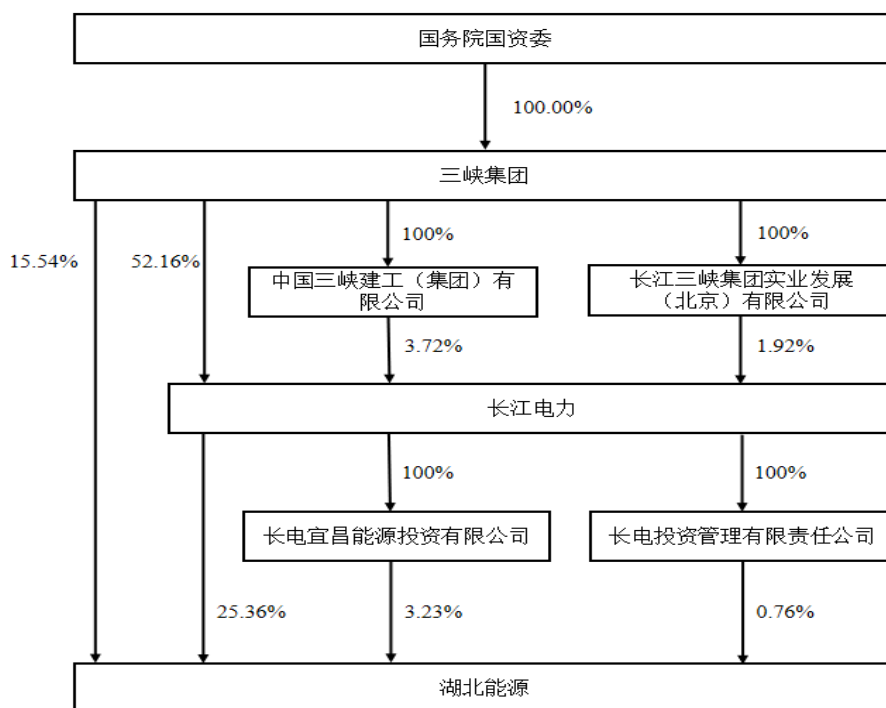 国务院国资委
100.00%
三峡集团
15.54%
52.16%
100%
100%
中国三峡建工（集团）有
限公司
长江三峡集团实业发展
（北京）有限公司
3.72%
1.92%
长江电力
100%
100%
长电宜昌能源投资有限公司
长电投资管理有限责任公司
25.36%
3.23%
0.76%
湖北能源